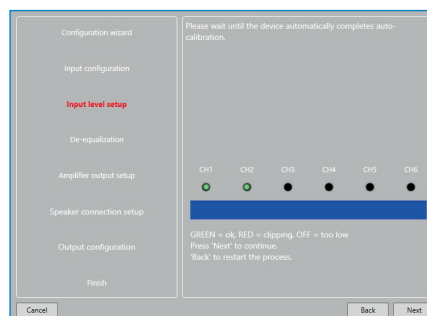 Configuration wizard
Input configuration
Input level setup
De-equalization
Amplifier output setup
Speaker connection setup
Output configuration
Finish
Please wait until the device automatically completes auto-
calibration.
CH1 CH2 CH3 CH4 CH5 CH6
GREEN = ok, RED = clipping, OFF = too low
Press 'Next' to continue.
'Back' to restart the process.
Cancel Back Next